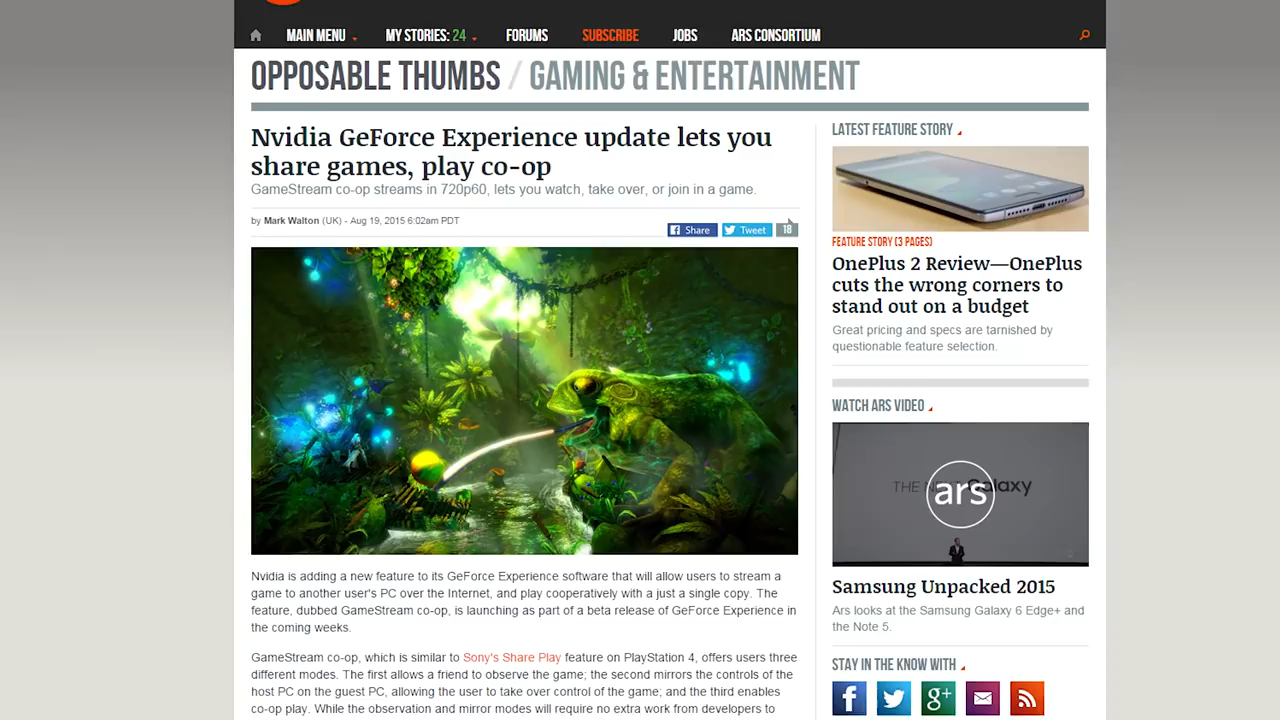 MAIN MENU
MY STORIES: 24
FORUMS
SUBSCRIBE
JOBS
ARS CONSORTIUM
OPPOSABLE THUMBS / GAMING & ENTERTAINMENT
Nvidia GeForce Experience update lets you
share games, play co-op
GameStream co-op streams in 720p60, lets you watch, take over, or join in a game.
by Mark Walton (UK) - Aug 19, 2015 6:02am PDT
Share
Tweet
18
Nvidia is adding a new feature to its GeForce Experience software that will allow users to stream a
game to another user's PC over the Internet, and play cooperatively with a just a single copy. The
feature, dubbed GameStream co-op, is launching as part of a beta release of GeForce Experience in
the coming weeks.
GameStream co-op, which is similar to Sony's Share Play feature on PlayStation 4, offers users three
different modes. The first allows a friend to observe the game; the second mirrors the controls of the
host PC on the guest PC, allowing the user to take over control of the game; and the third enables
co-op play. While the observation and mirror modes will require no extra work from developers to
LATEST FEATURE STORY
FEATURE STORY (3 PAGES)
OnePlus 2 Review—OnePlus
cuts the wrong corners to
stand out on a budget
Great pricing and specs are tarnished by
questionable feature selection.
WATCH ARS VIDEO
THE NEXT Galaxy
ars
Samsung Unpacked 2015
Ars looks at the Samsung Galaxy 6 Edge+ and
the Note 5.
STAY IN THE KNOW WITH
f
g+